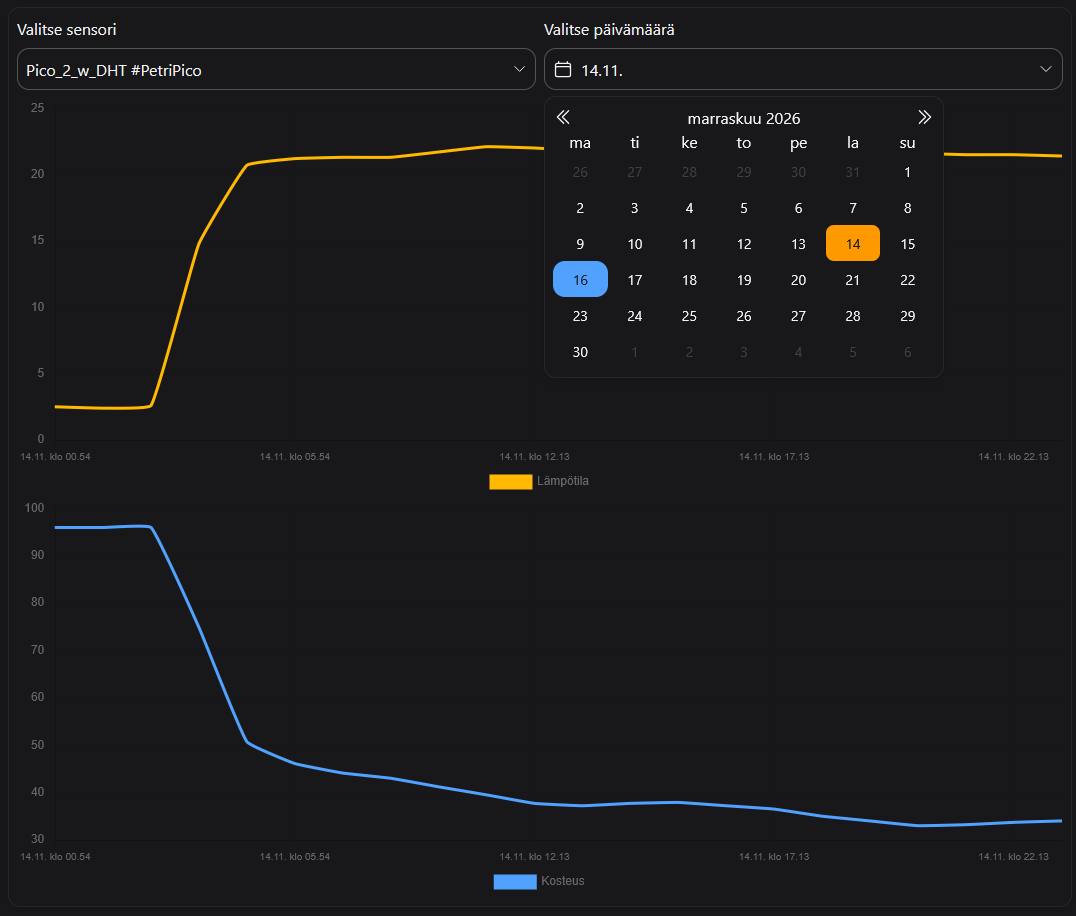 Valitse sensori
Valitse päivämäärä
Pico_2_w_DHT #PetriPico
14.11.
marraskuu 2026
ma ti ke to pe la su
26 27 28 29 30 31 1
2 3 4 5 6 7 8
9 10 11 12 13 14 15
16 17 18 19 20 21 22
23 24 25 26 27 28 29
30 1 2 3 4 5 6
25
20
15
10
5
0
14.11. klo 00.54 14.11. klo 05.54 14.11. klo 12.13 14.11. klo 17.13 14.11. klo 22.13
Lämpötila
100
90
80
70
60
50
40
30
14.11. klo 00.54 14.11. klo 05.54 14.11. klo 12.13 14.11. klo 17.13 14.11. klo 22.13
Kosteus